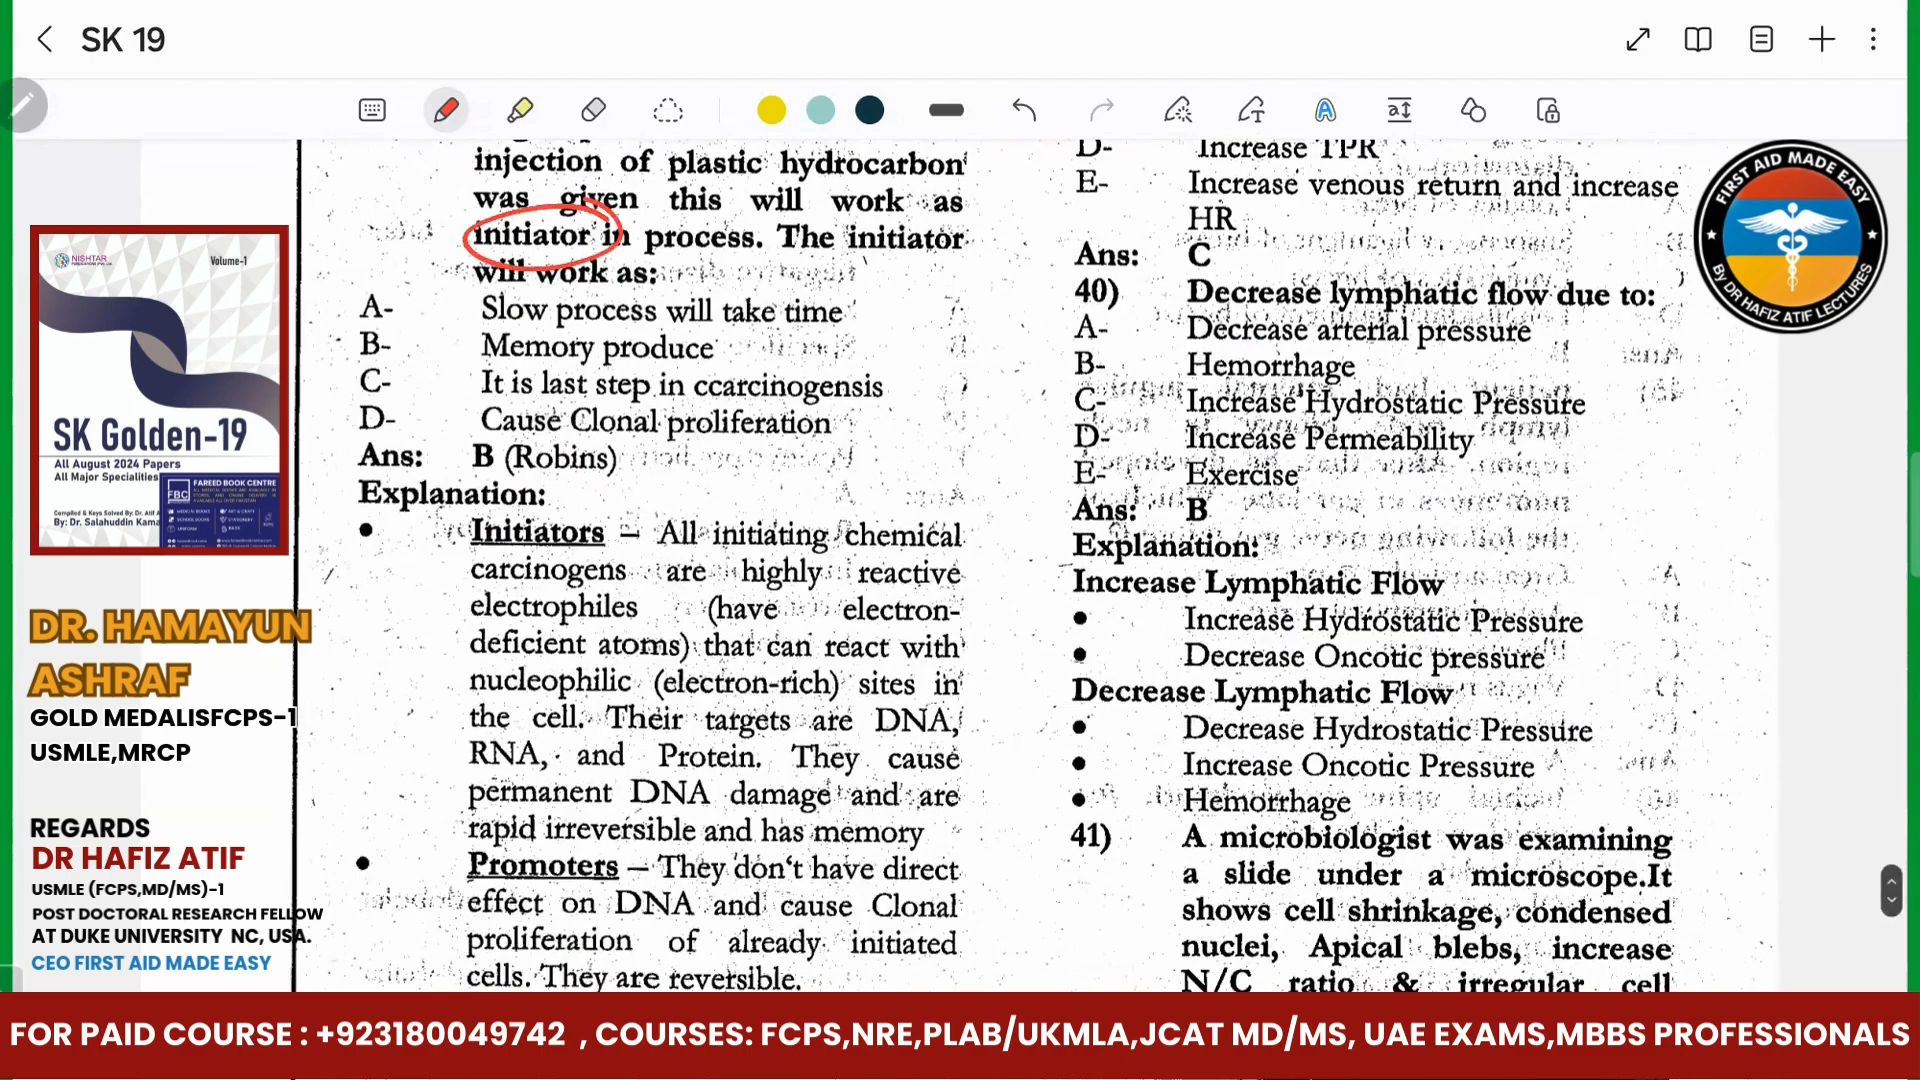 SK 19
injection of plastic hydrocarbon
was given this will work as
initiator in process. The initiator
will work as:
A- Slow process will take time
B- Memory produce
C- It is last step in ccarcinogensis
D- Cause Clonal proliferation
Ans: B (Robins)
Explanation:
• Initiators – All initiating chemical
carcinogens are highly reactive
electrophiles (have electron-
deficient atoms) that can react with
nucleophilic (electron-rich) sites in
the cell. Their targets are DNA,
RNA, and Protein. They cause
permanent DNA damage and are
rapid irreversible and has memory
• Promoters – They don't have direct
effect on DNA and cause Clonal
proliferation of already initiated
cells. They are reversible.
D- Increase TPR
E- Increase venous return and increase
HR
Ans: C
40) Decrease lymphatic flow due to:
A- Decrease arterial pressure
B- Hemorrhage
C- Increase Hydrostatic Pressure
D- Increase Permeability
E- Exercise
Ans: B
Explanation:
Increase Lymphatic Flow
• Increase Hydrostatic Pressure
• Decrease Oncotic pressure
Decrease Lymphatic Flow
• Decrease Hydrostatic Pressure
• Increase Oncotic Pressure
• Hemorrhage
41) A microbiologist was examining
a slide under a microscope.It
shows cell shrinkage, condensed
nuclei, Apical blebs, increase
N/C ratio & irregular cell
NISHTAR
Volume-1
SK Golden-19
All August 2024 Papers
All Major Specialities
FBC
FAREED BOOK CENTRE
Compiled & Keys Solved By: Dr. Atif A
By: Dr. Salahuddin Kama
DR. HAMAYUN
ASHRAF
GOLD MEDALISFCPS-1
USMLE,MRCP
REGARDS
DR HAFIZ ATIF
USMLE (FCPS,MD/MS)-1
POST DOCTORAL RESEARCH FELLOW
AT DUKE UNIVERSITY NC, USA.
CEO FIRST AID MADE EASY
FIRST AID MADE EASY
By DR HAFIZ ATIF LECTURES
FOR PAID COURSE : +923180049742 , COURSES: FCPS,NRE,PLAB/UKMLA,JCAT MD/MS, UAE EXAMS,MBBS PROFESSIONALS